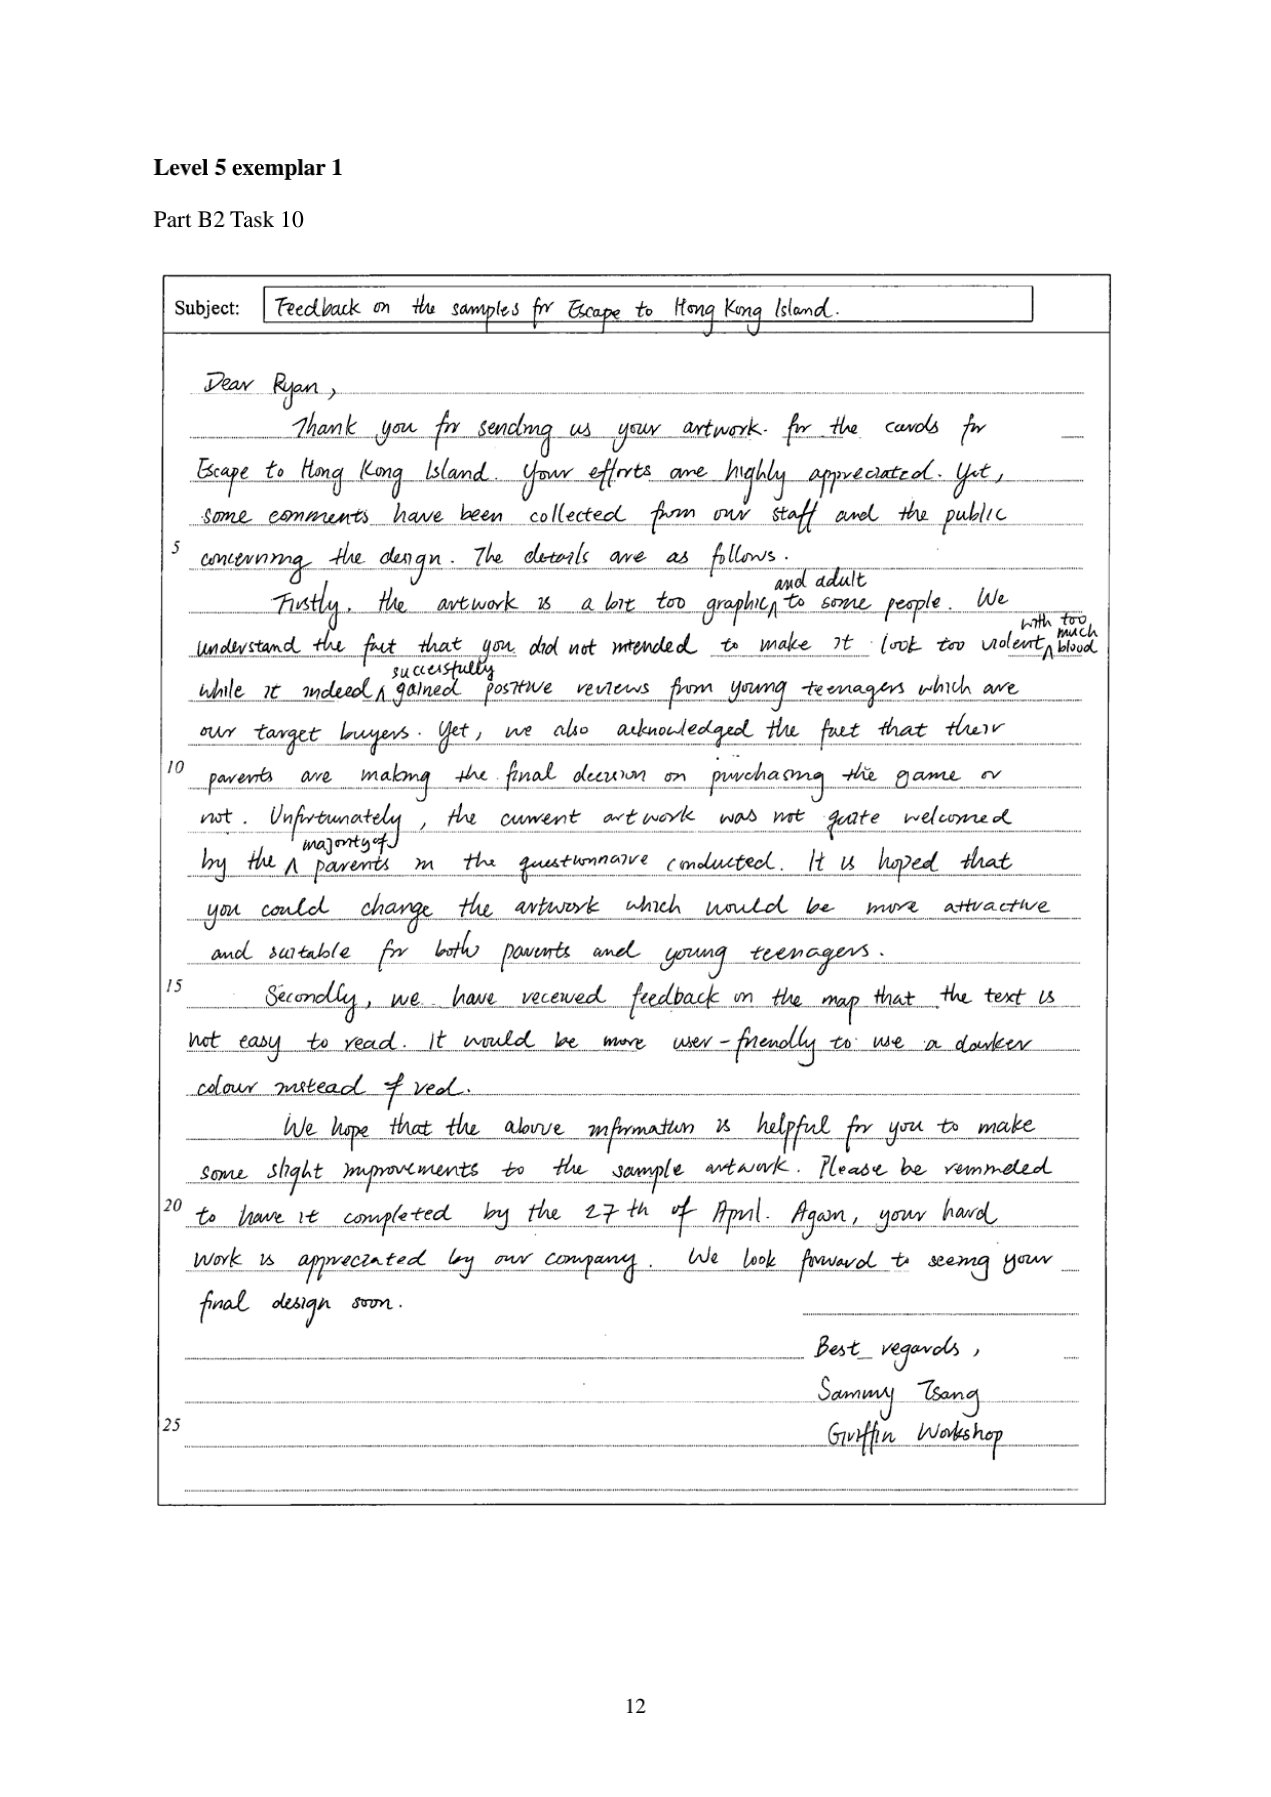 Level 5 exemplar 1
Part B2 Task 10
Subject: Feedback on the samples for Escape to Hong Kong Island.
Dear Ryan,
Thank you for sending us your artwork. for the cards for
Escape to Hong Kong Island. Your efforts are highly appreciated. Yet,
some comments have been collected from our staff and the public
5 concerning the design. The details are as follows.
Firstly, the artwork is a bit too graphic and adult to some people. We
understand the fact that you did not intended to make it look too violent with too much blood
while it indeed successfully gained positive reviews from young teenagers which are
our target buyers. Yet, we also acknowledged the fact that their
10 parents are making the final decision on purchasing the game or
not. Unfortunately, the current artwork was not quite welcomed
by the majority of parents in the questionnaire conducted. It is hoped that
you could change the artwork which would be more attractive
and suitable for both parents and young teenagers.
15 Secondly, we have received feedback on the map that the text is
not easy to read. It would be more user-friendly to use a darker
colour instead of red.
We hope that the above information is helpful for you to make
some slight improvements to the sample artwork. Please be reminded
20 to have it completed by the 27th of April. Again, your hard
work is appreciated by our company. We look forward to seeing your
final design soon.
Best regards,
Sammy Tsang
25 Griffin Workshop
12